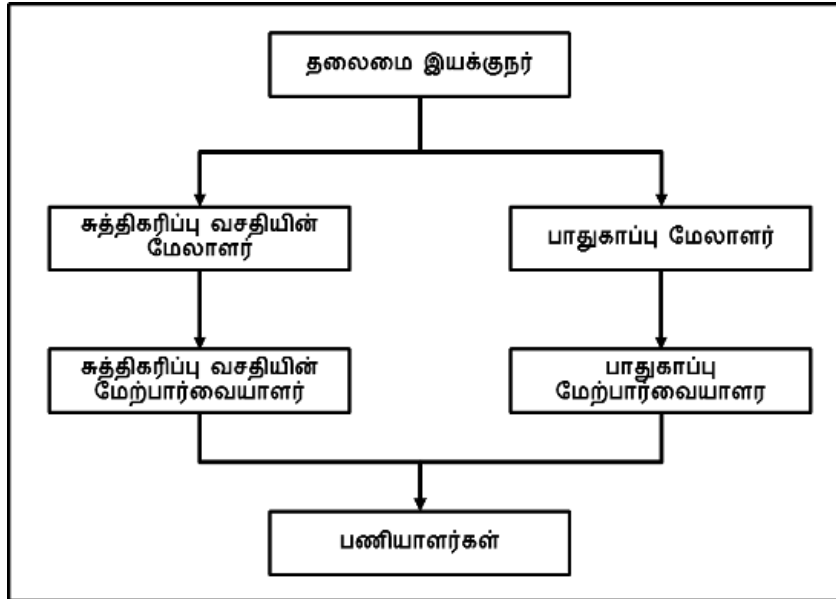 தலைமை இயக்குநர்
சுத்திகரிப்பு வசதியின்
மேலாளர்
பாதுகாப்பு மேலாளர்
சுத்திகரிப்பு வசதியின்
மேற்பார்வையாளர்
பாதுகாப்பு
மேற்பார்வையாளர
பணியாளர்கள்